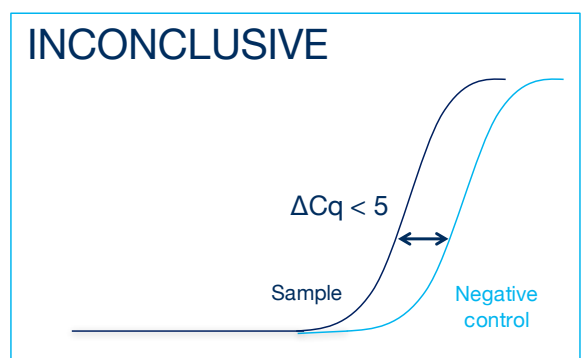 INCONCLUSIVE
ΔCq < 5
Sample
Negative
control